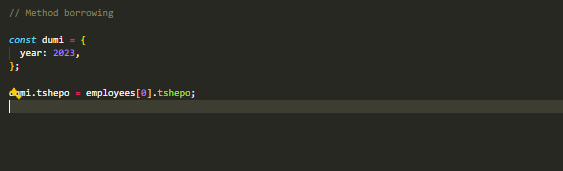 // Method borrowing
const dumi = {
year: 2023,
};
dumi.tshepo = employees[0].tshepo;